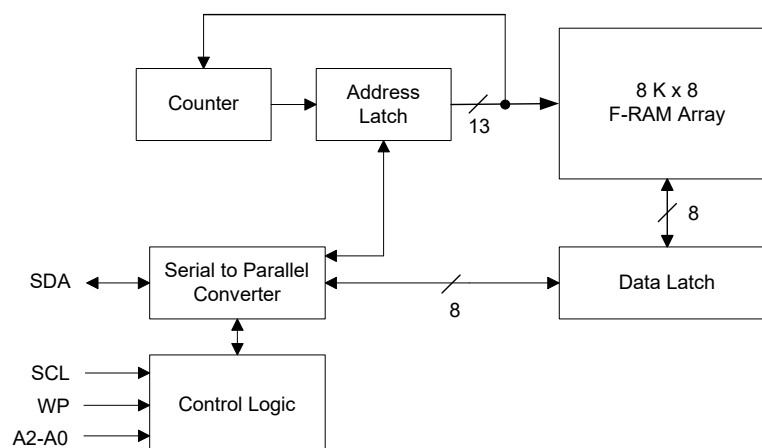 Counter
Address
Latch
13
8 K x 8
F-RAM Array
8
SDA
Serial to Parallel
Converter
8
Data Latch
SCL
WP
A2-A0
Control Logic